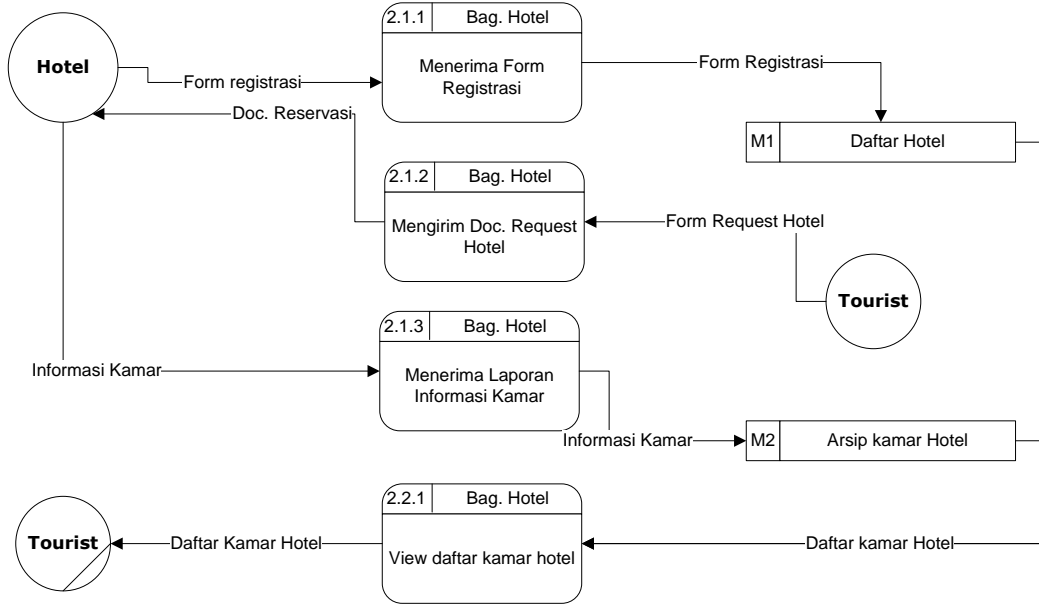 2.1.1 Bag. Hotel
Hotel
Menerima Form
Registrasi
Form registrasi
Form Registrasi
Doc. Reservasi
M1 Daftar Hotel
2.1.2 Bag. Hotel
Mengirim Doc. Request
Hotel
Form Request Hotel
Tourist
2.1.3 Bag. Hotel
Informasi Kamar
Menerima Laporan
Informasi Kamar
Informasi Kamar
M2 Arsip kamar Hotel
2.2.1 Bag. Hotel
Tourist
Daftar Kamar Hotel
View daftar kamar hotel
Daftar kamar Hotel